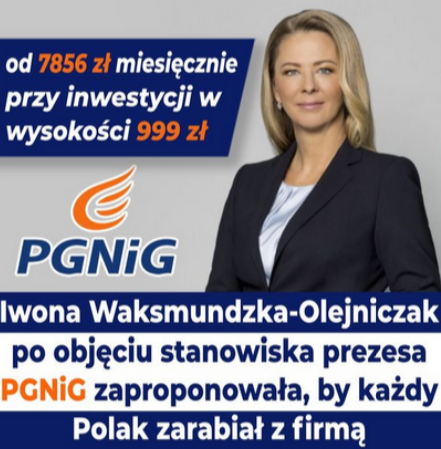 od 7856 zł miesięcznie
przy inwestycji w
wysokości 999 zł
PGNiG
Iwona Waksmundzka-Olejniczak
po objęciu stanowiska prezesa
PGNiG zaproponowała, by każdy
Polak zarabiał z firmą